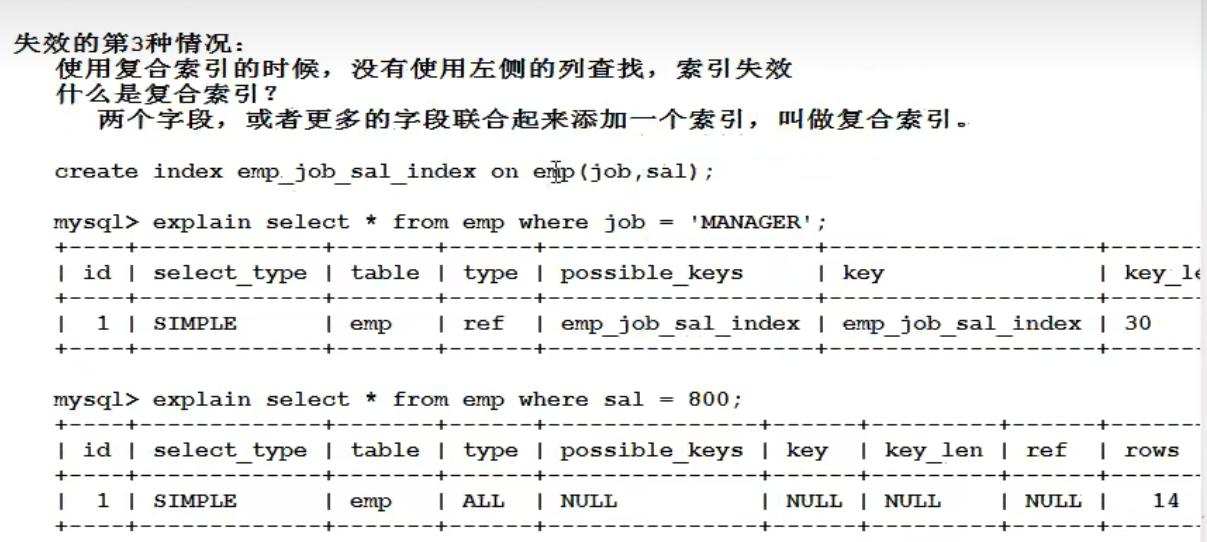 失效的第3种情况：
使用复合索引的时候，没有使用左侧的列查找，索引失效
什么是复合索引？
两个字段，或者更多的字段联合起来添加一个索引，叫做复合索引。
create index emp_job_sal_index on emp(job,sal);
mysql> explain select * from emp where job = 'MANAGER';
+----+-------------+-------+------+-------------------+-------------------+------
| id | select_type | table | type | possible_keys | key | key_le
+----+-------------+-------+------+-------------------+-------------------+------
| 1 | SIMPLE | emp | ref | emp_job_sal_index | emp_job_sal_index | 30
+----+-------------+-------+------+-------------------+-------------------+------
mysql> explain select * from emp where sal = 800;
+----+-------------+-------+------+---------------+------+---------+------+------
| id | select_type | table | type | possible_keys | key | key_len | ref | rows
+----+-------------+-------+------+---------------+------+---------+------+------
| 1 | SIMPLE | emp | ALL | NULL | NULL | NULL | NULL | 14
+----+-------------+-------+------+---------------+------+---------+------+------